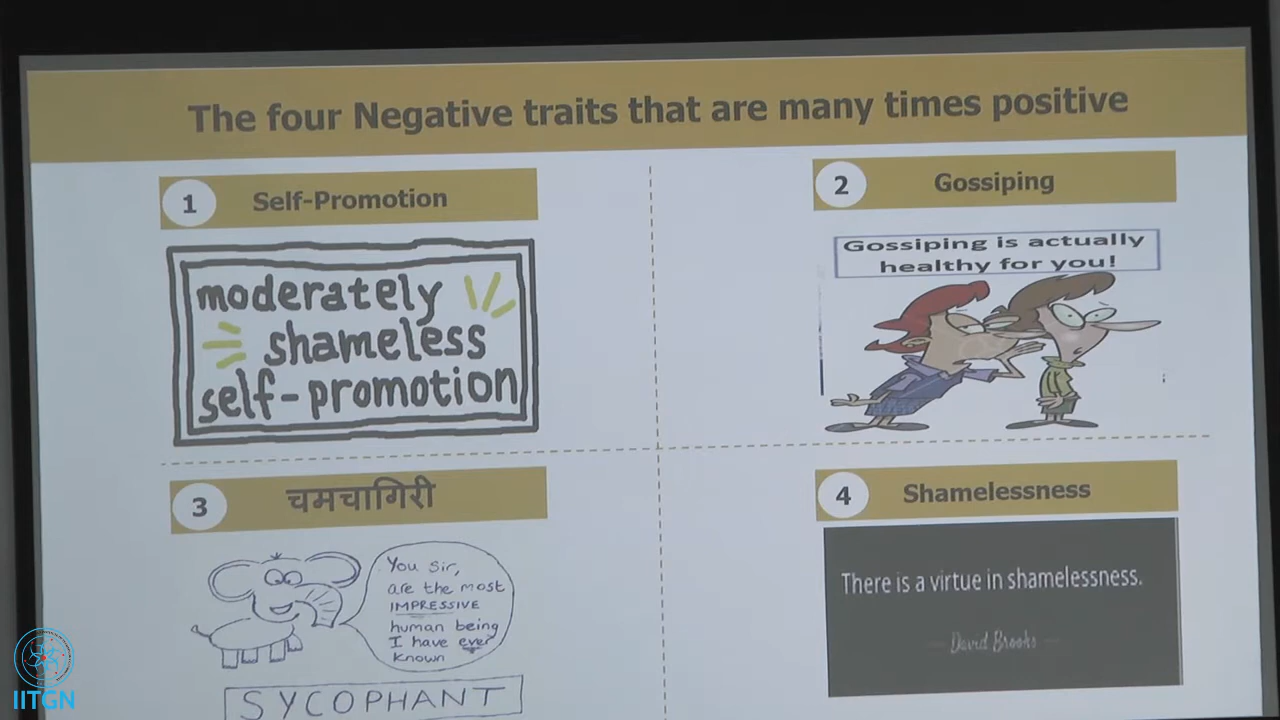 The four Negative traits that are many times positive
1 Self-Promotion
moderately
shameless
self-promotion
2 Gossiping
Gossiping is actually
healthy for you!
3 चमचागिरी
You Sir,
are the most
IMPRESSIVE
human being
I have ever
known
SYCOPHANT
4 Shamelessness
There is a virtue in shamelessness.
David Brooks
IITGN